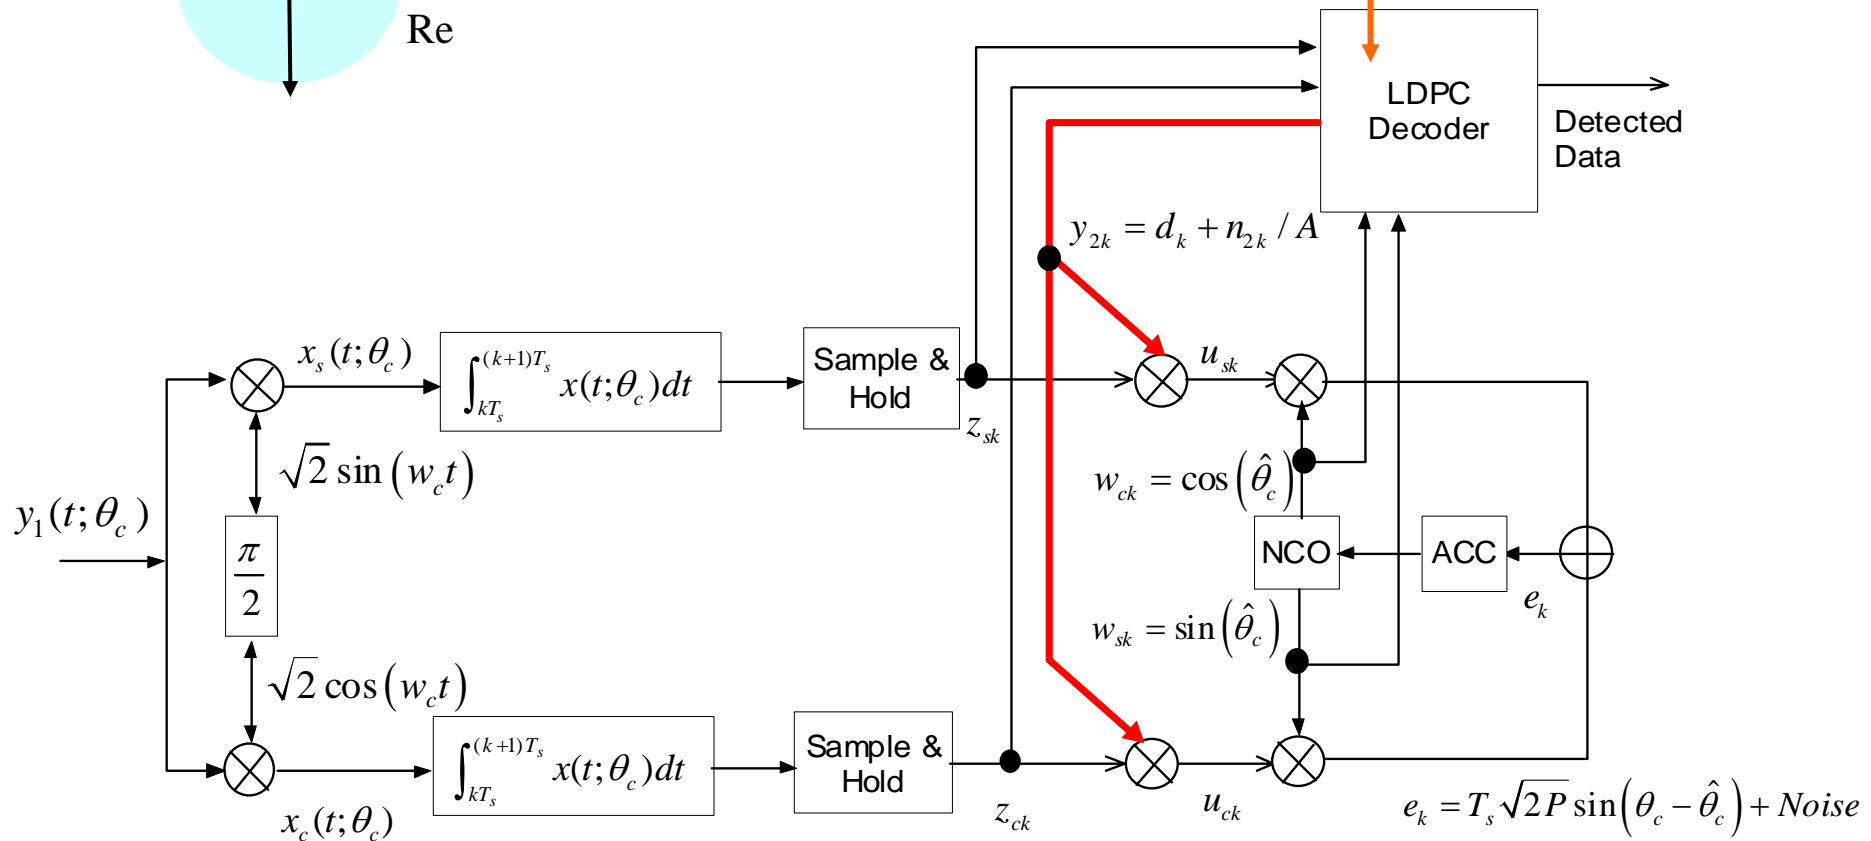 Re
LDPC
Decoder
Detected
Data
y_{2k} = d_k + n_{2k} / A
x_s(t;θ_c)
∫_{kT_s}^{(k+1)T_s} x(t;θ_c)dt
Sample &
Hold
z_{sk}
u_{sk}
√2 sin(w_c t)
w_{ck} = cos(θ̂_c)
y_1(t;θ_c)
π
2
NCO
ACC
e_k
w_{sk} = sin(θ̂_c)
√2 cos(w_c t)
∫_{kT_s}^{(k+1)T_s} x(t;θ_c)dt
Sample &
Hold
x_c(t;θ_c)
z_{ck}
u_{ck}
e_k = T_s √2P sin(θ_c − θ̂_c) + Noise